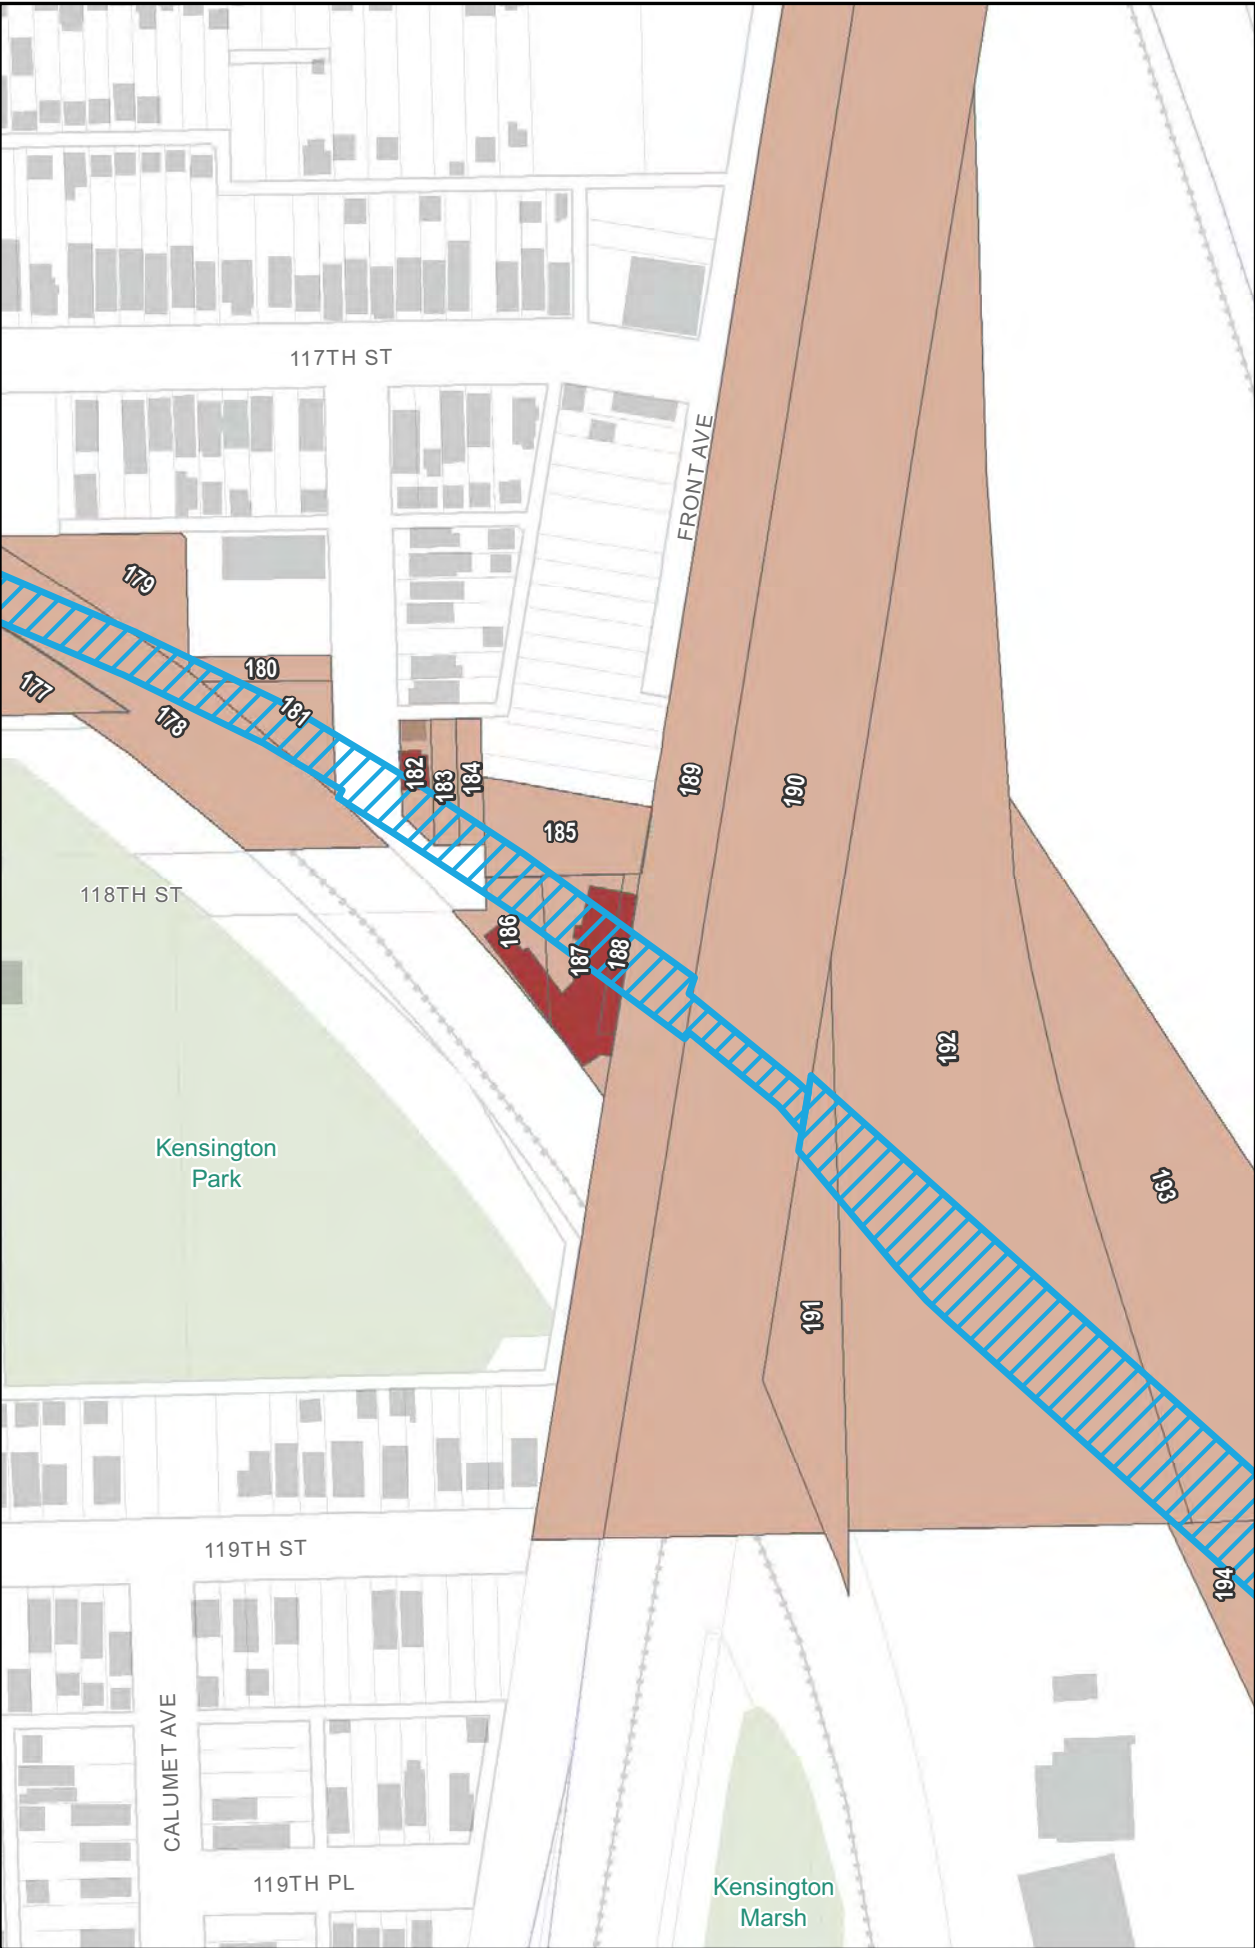 117TH ST
FRONT AVE
179
180
177
181
178
182
183
184
189
190
185
118TH ST
186
187
188
192
Kensington
Park
193
191
119TH ST
194
CALUMET AVE
119TH PL
Kensington
Marsh